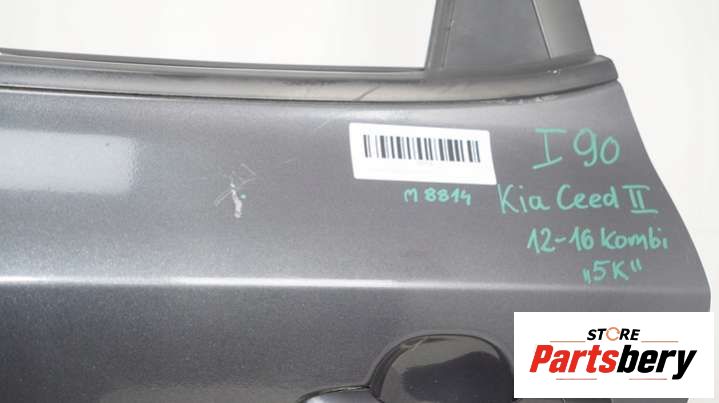 I 90
M 8814
Kia Ceed II
12-16 kombi
„5K"
STORE
Partsbery